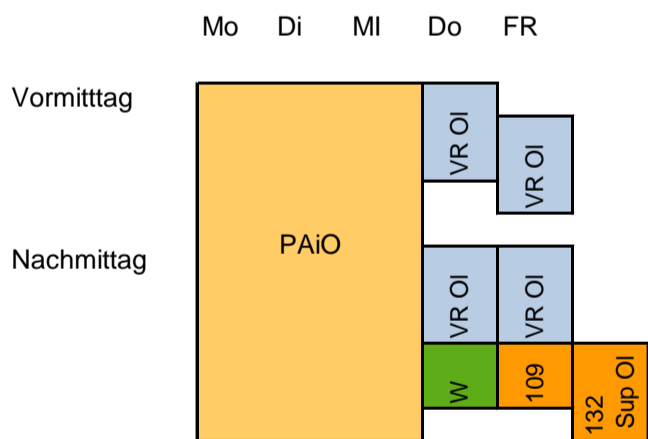 Mo Di MI Do FR
Vormitttag
VR OI
VR OI
PAiO
Nachmittag
VR OI
VR OI
W
109
132
Sup OI